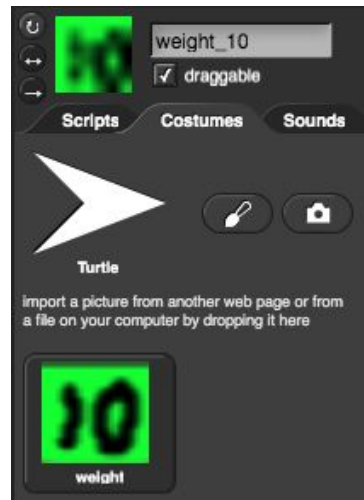 weight_10
draggable
Scripts Costumes Sounds
Turtle
import a picture from another web page or from
a file on your computer by dropping it here
10
weight